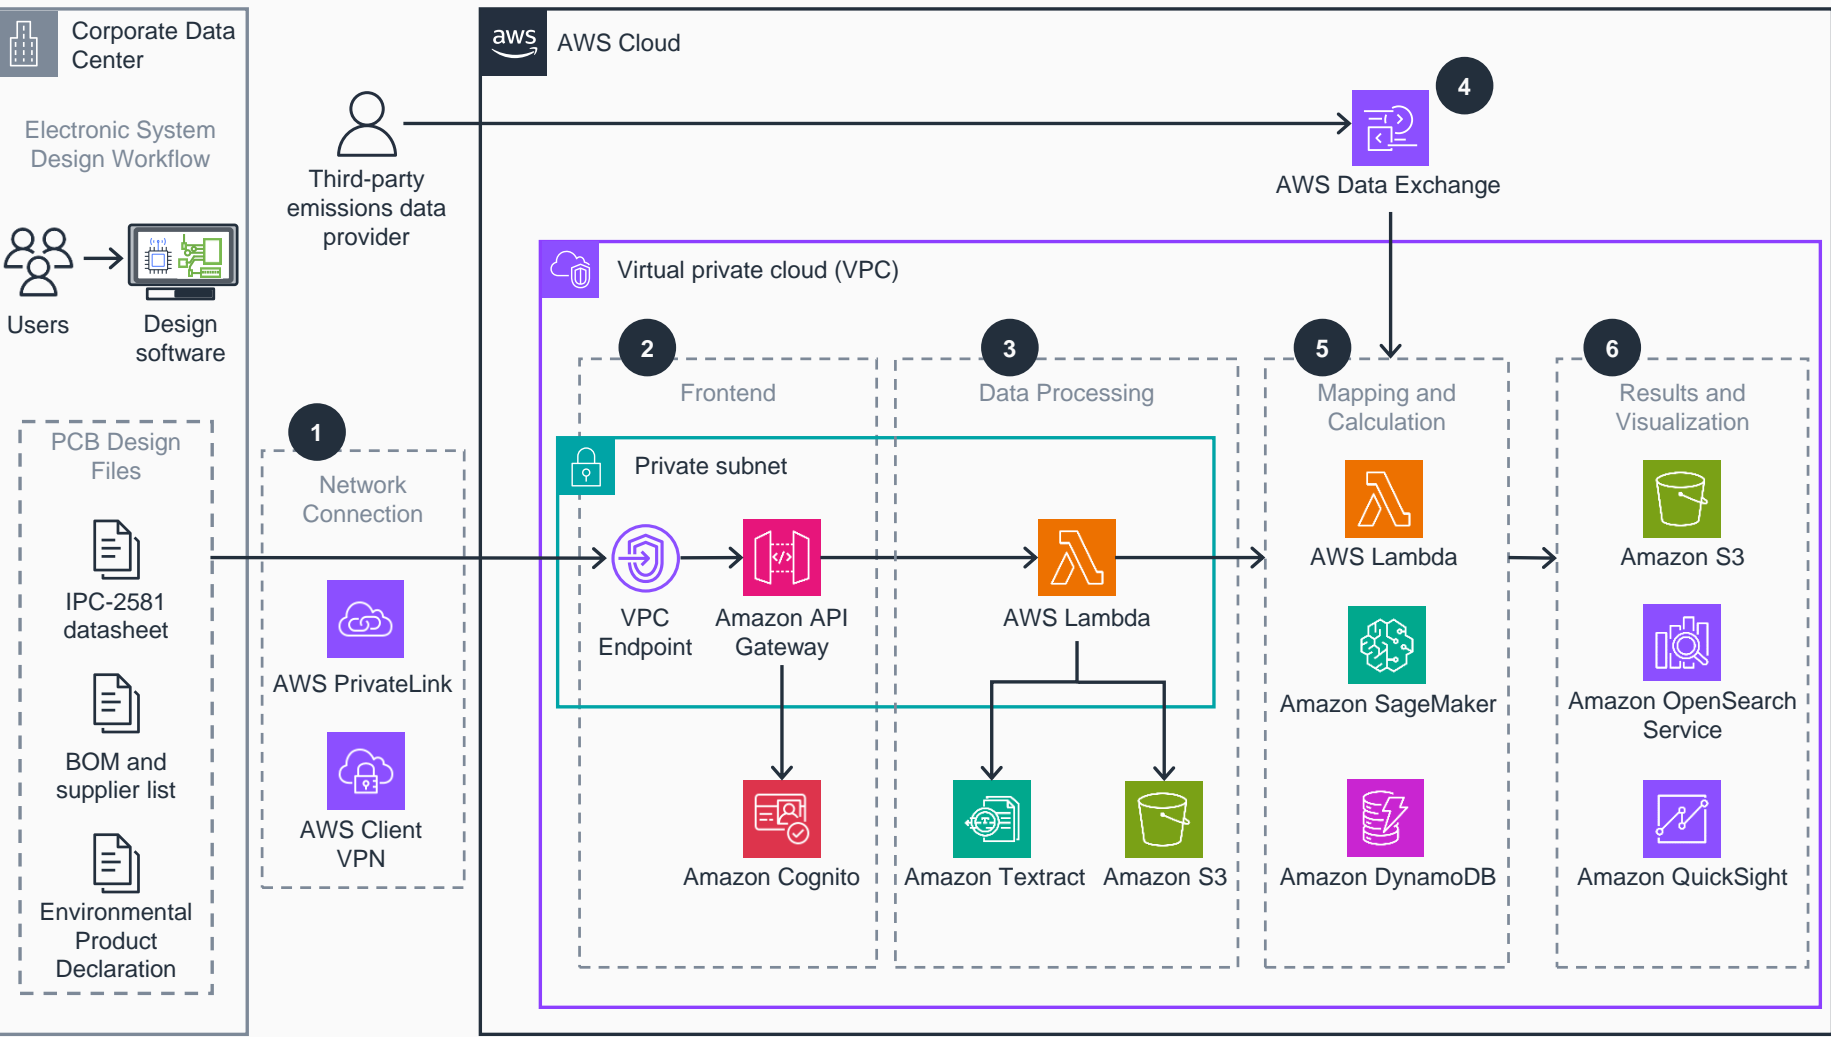 Corporate Data
Center
Electronic System
Design Workflow
Users
Design
software
PCB Design
Files
IPC-2581
datasheet
BOM and
supplier list
Environmental
Product
Declaration
Third-party
emissions data
provider
1
Network
Connection
AWS PrivateLink
AWS Client
VPN
aws
AWS Cloud
4
AWS Data Exchange
Virtual private cloud (VPC)
2
Frontend
Private subnet
VPC
Endpoint
Amazon API
Gateway
Amazon Cognito
3
Data Processing
AWS Lambda
Amazon Textract
Amazon S3
5
Mapping and
Calculation
AWS Lambda
Amazon SageMaker
Amazon DynamoDB
6
Results and
Visualization
Amazon S3
Amazon OpenSearch
Service
Amazon QuickSight